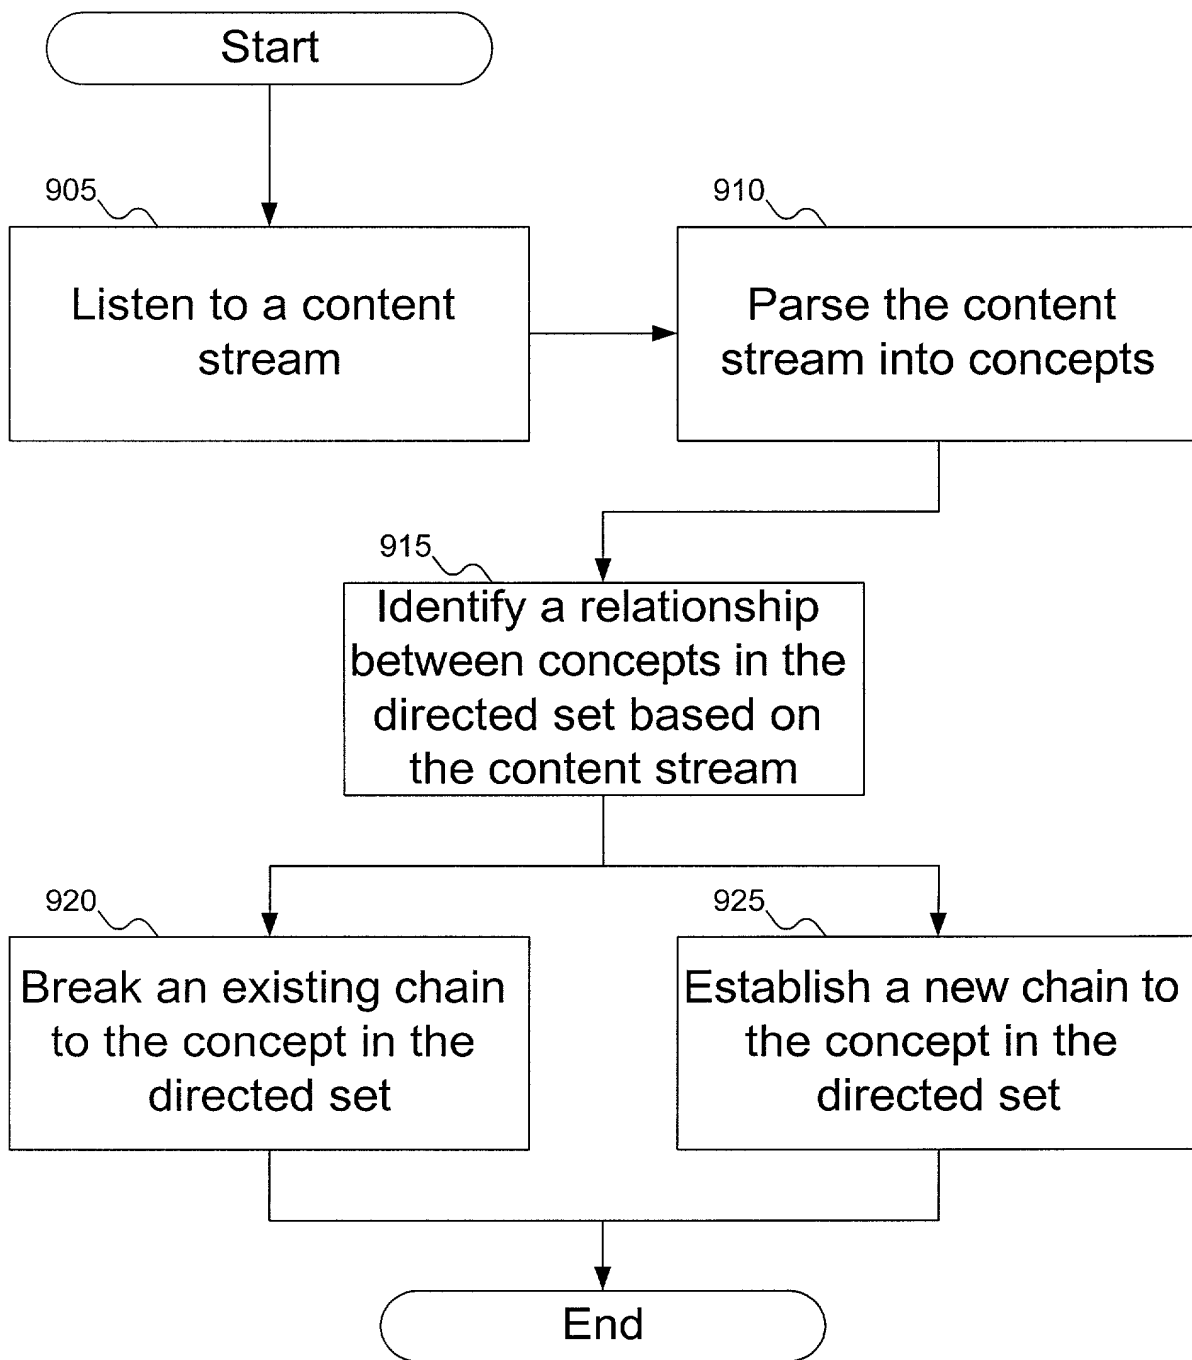 Start
905
Listen to a content
stream
910
Parse the content
stream into concepts
915
Identify a relationship
between concepts in the
directed set based on
the content stream
920
Break an existing chain
to the concept in the
directed set
925
Establish a new chain to
the concept in the
directed set
End